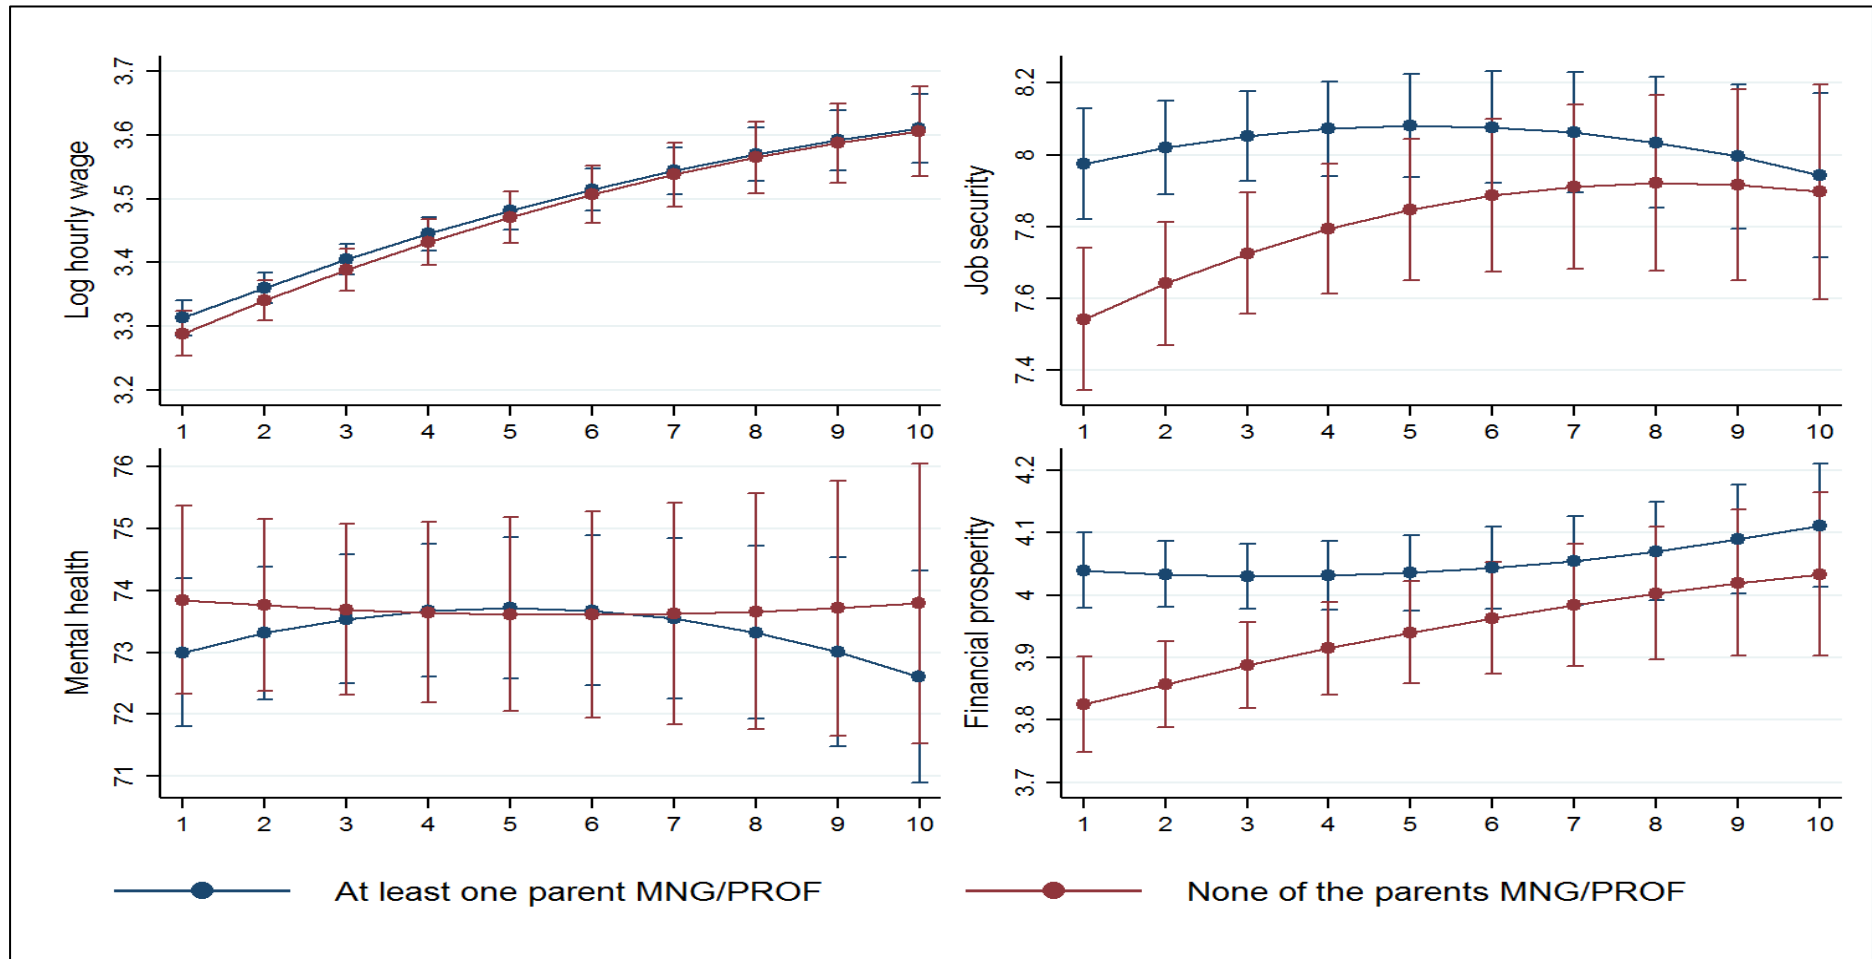 Log hourly wage
3.7
3.6
3.5
3.4
3.3
3.2
1 2 3 4 5 6 7 8 9 10
Job security
8.2
8
7.8
7.6
7.4
1 2 3 4 5 6 7 8 9 10
Mental health
76
75
74
73
72
71
1 2 3 4 5 6 7 8 9 10
Financial prosperity
4.2
4.1
4
3.9
3.8
3.7
1 2 3 4 5 6 7 8 9 10
At least one parent MNG/PROF
None of the parents MNG/PROF